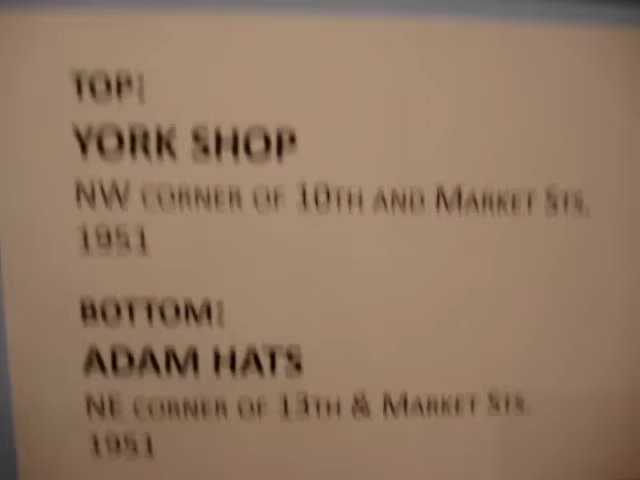 TOP:
YORK SHOP
NW CORNER OF 10TH AND MARKET STS.
1951
BOTTOM:
ADAM HATS
NE CORNER OF 13TH & MARKET STS.
1951